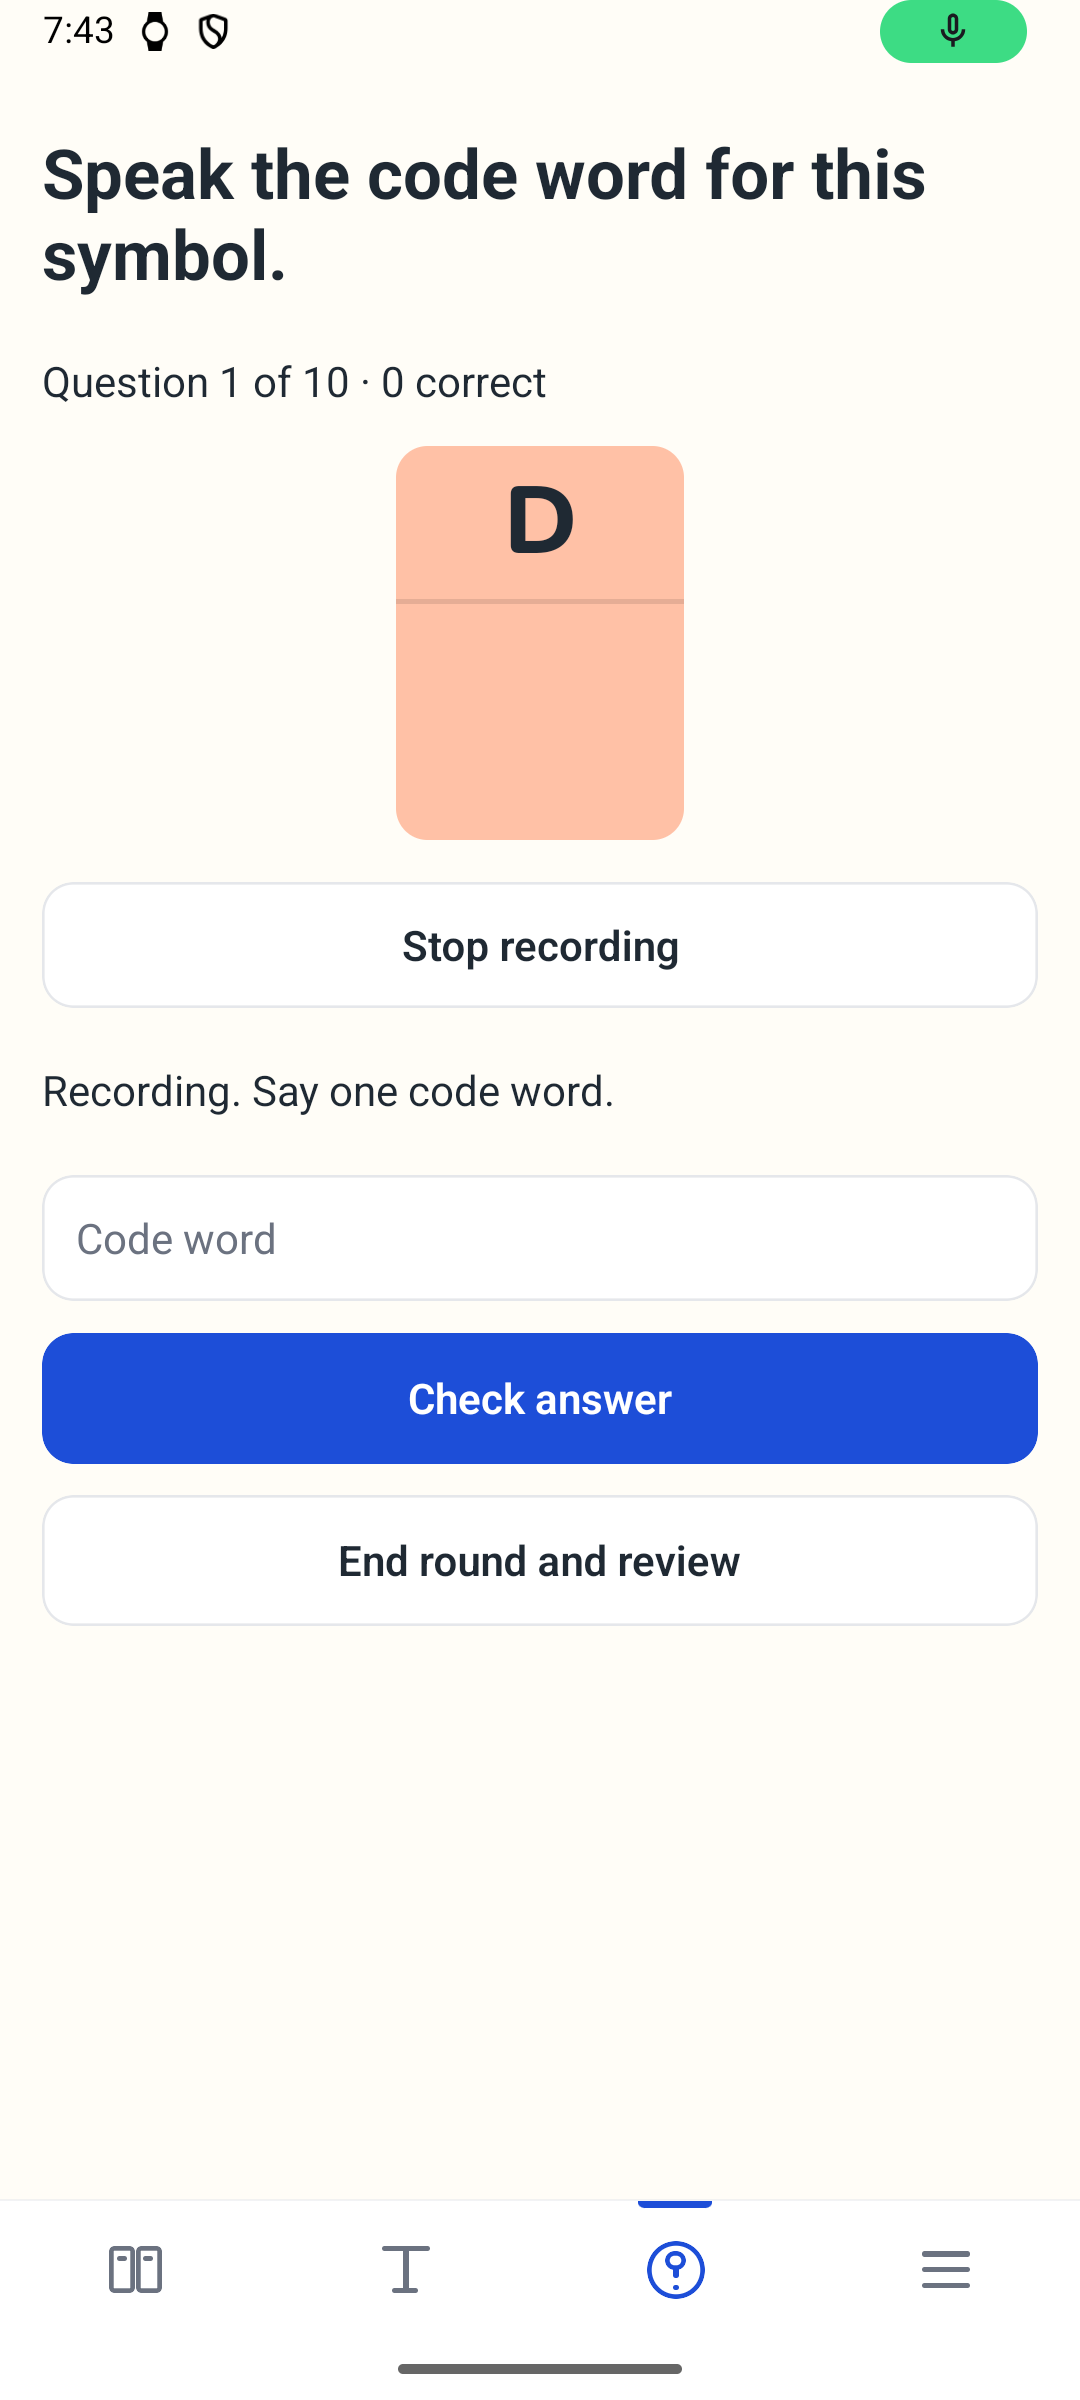 7:43
Speak the code word for this
symbol.
Question 1 of 10 · 0 correct
D
Stop recording
Recording. Say one code word.
Code word
Check answer
End round and review